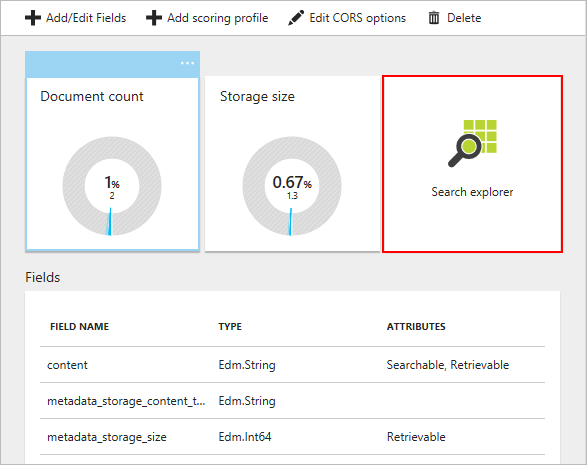 Add/Edit Fields Add scoring profile Edit CORS options Delete
...
Document count Storage size
1%
2
0.67%
1.3
Search explorer
Fields
FIELD NAME TYPE ATTRIBUTES
content Edm.String Searchable, Retrievable
metadata_storage_content_t... Edm.String
metadata_storage_size Edm.Int64 Retrievable